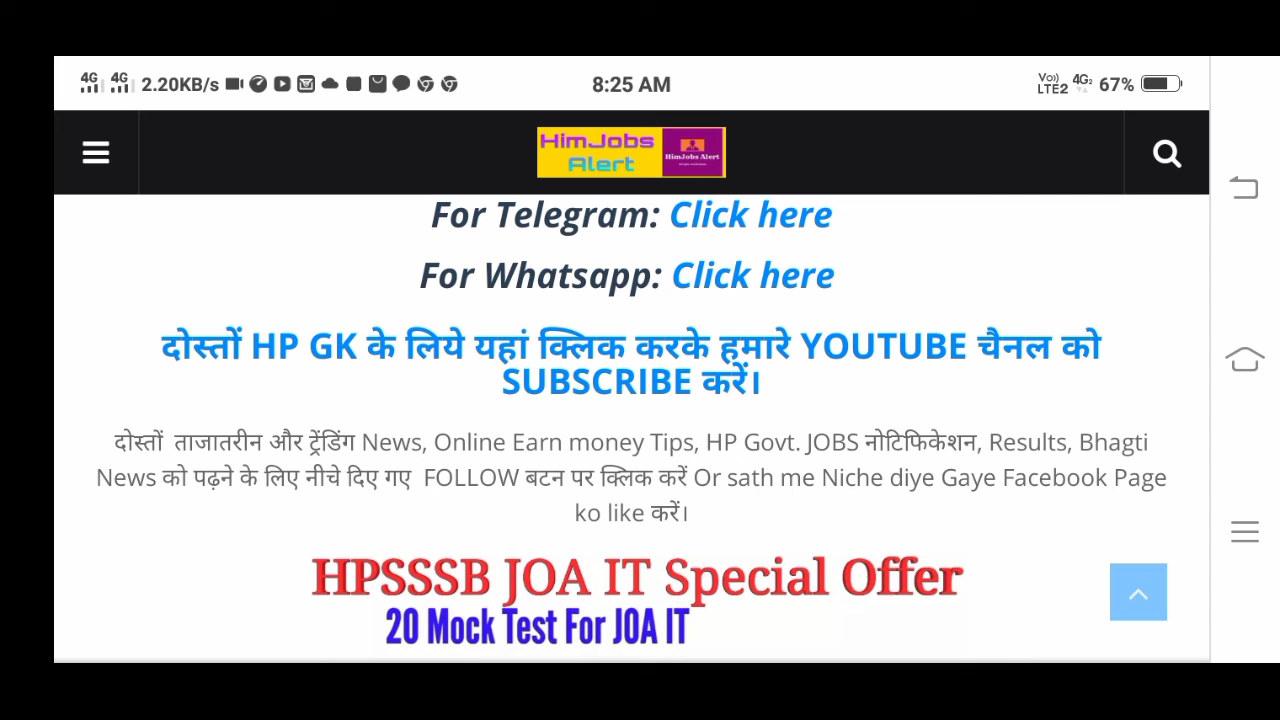 4G 4G 2.20KB/s 8:25 AM Vo) LTE2 4G2 67%
HimJobs
Alert
HimJobs Alert
For Telegram: Click here
For Whatsapp: Click here
दोस्तों HP GK के लिये यहां क्लिक करके हमारे YOUTUBE चैनल को
SUBSCRIBE करें।
दोस्तों ताजातरीन और ट्रेंडिंग News, Online Earn money Tips, HP Govt. JOBS नोटिफिकेशन, Results, Bhagti
News को पढ़ने के लिए नीचे दिए गए FOLLOW बटन पर क्लिक करें Or sath me Niche diye Gaye Facebook Page
ko like करें।
HPSSSB JOA IT Special Offer
20 Mock Test For JOA IT